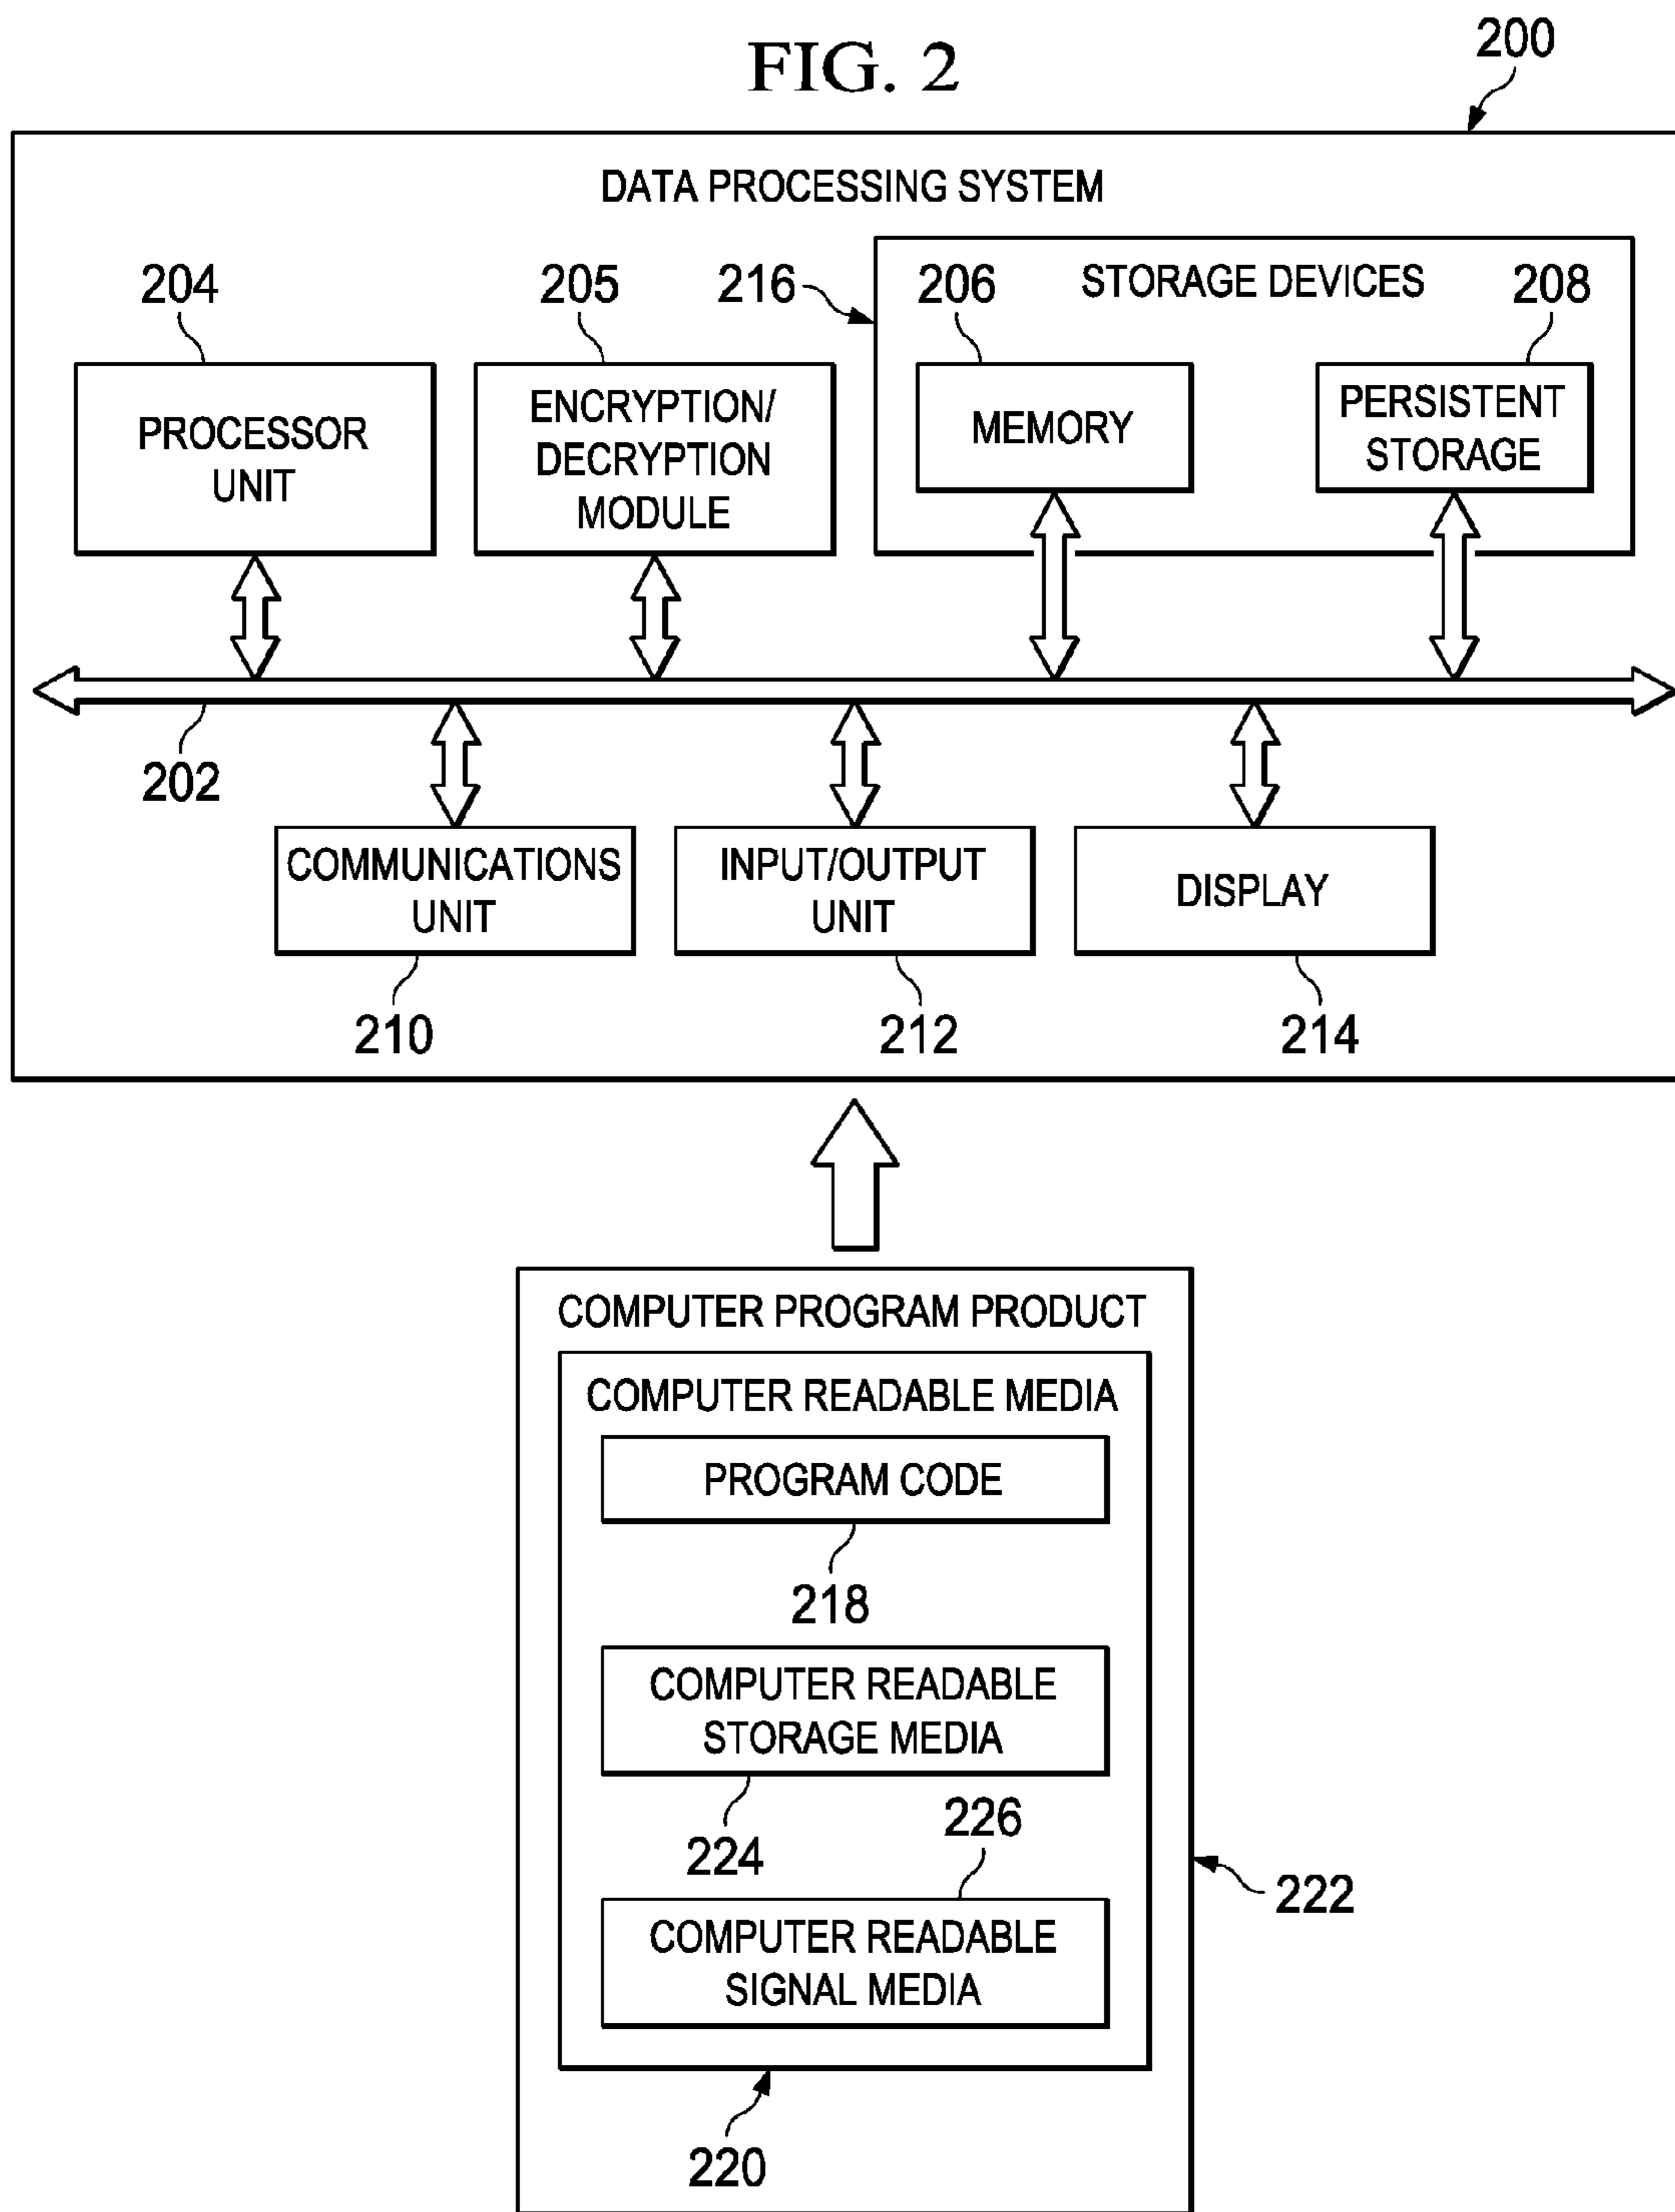 FIG. 2
200
DATA PROCESSING SYSTEM
204
205
216
206
STORAGE DEVICES
208
PROCESSOR
UNIT
ENCRYPTION/
DECRYPTION
MODULE
MEMORY
PERSISTENT
STORAGE
202
COMMUNICATIONS
UNIT
INPUT/OUTPUT
UNIT
DISPLAY
210
212
214
COMPUTER PROGRAM PRODUCT
COMPUTER READABLE MEDIA
PROGRAM CODE
218
COMPUTER READABLE
STORAGE MEDIA
224
226
222
COMPUTER READABLE
SIGNAL MEDIA
220